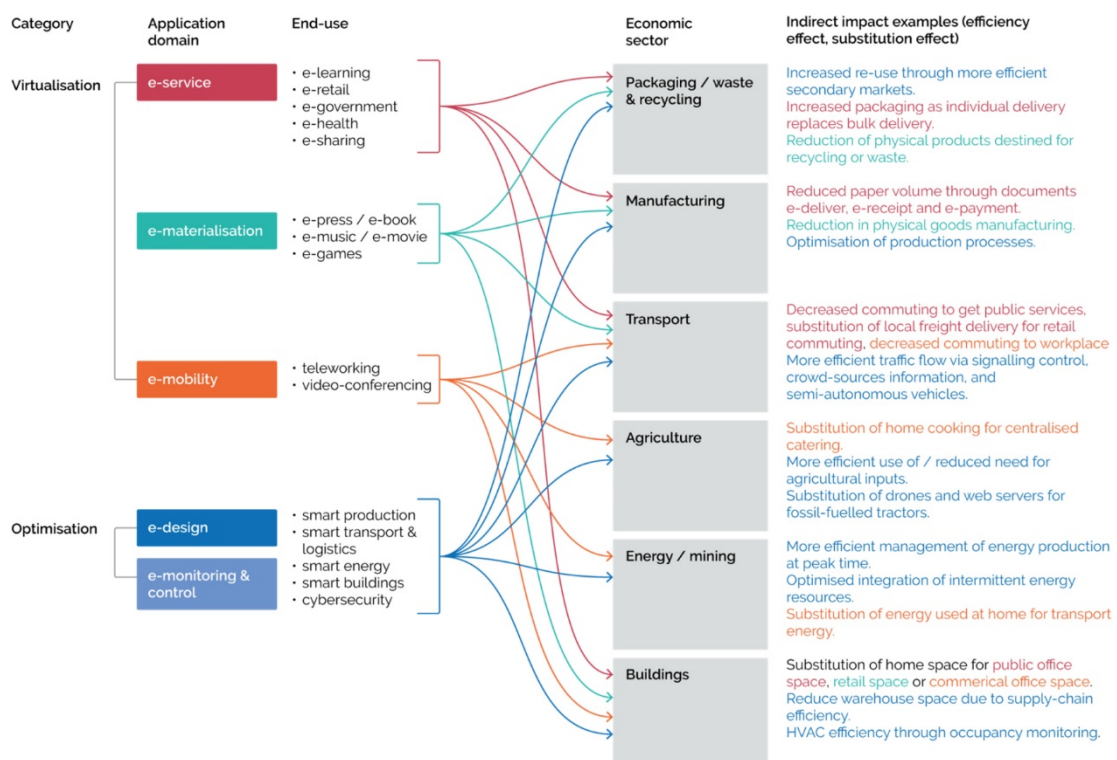 Category
Application
domain
End-use
Economic
sector
Indirect impact examples (efficiency
effect, substitution effect)
Virtualisation
e-service
• e-learning
• e-retail
• e-government
• e-health
• e-sharing
Packaging / waste
& recycling
Increased re-use through more efficient
secondary markets.
Increased packaging as individual delivery
replaces bulk delivery.
Reduction of physical products destined for
recycling or waste.
e-materialisation
• e-press / e-book
• e-music / e-movie
• e-games
Manufacturing
Reduced paper volume through documents
e-deliver, e-receipt and e-payment.
Reduction in physical goods manufacturing.
Optimisation of production processes.
e-mobility
• teleworking
• video-conferencing
Transport
Decreased commuting to get public services,
substitution of local freight delivery for retail
commuting, decreased commuting to workplace
More efficient traffic flow via signalling control,
crowd-sources information, and
semi-autonomous vehicles.
Agriculture
Substitution of home cooking for centralised
catering.
More efficient use of / reduced need for
agricultural inputs.
Substitution of drones and web servers for
fossil-fuelled tractors.
Optimisation
e-design
e-monitoring &
control
• smart production
• smart transport &
logistics
• smart energy
• smart buildings
• cybersecurity
Energy / mining
More efficient management of energy production
at peak time.
Optimised integration of intermittent energy
resources.
Substitution of energy used at home for transport
energy.
Buildings
Substitution of home space for public office
space, retail space or commerical office space.
Reduce warehouse space due to supply-chain
efficiency.
HVAC efficiency through occupancy monitoring.